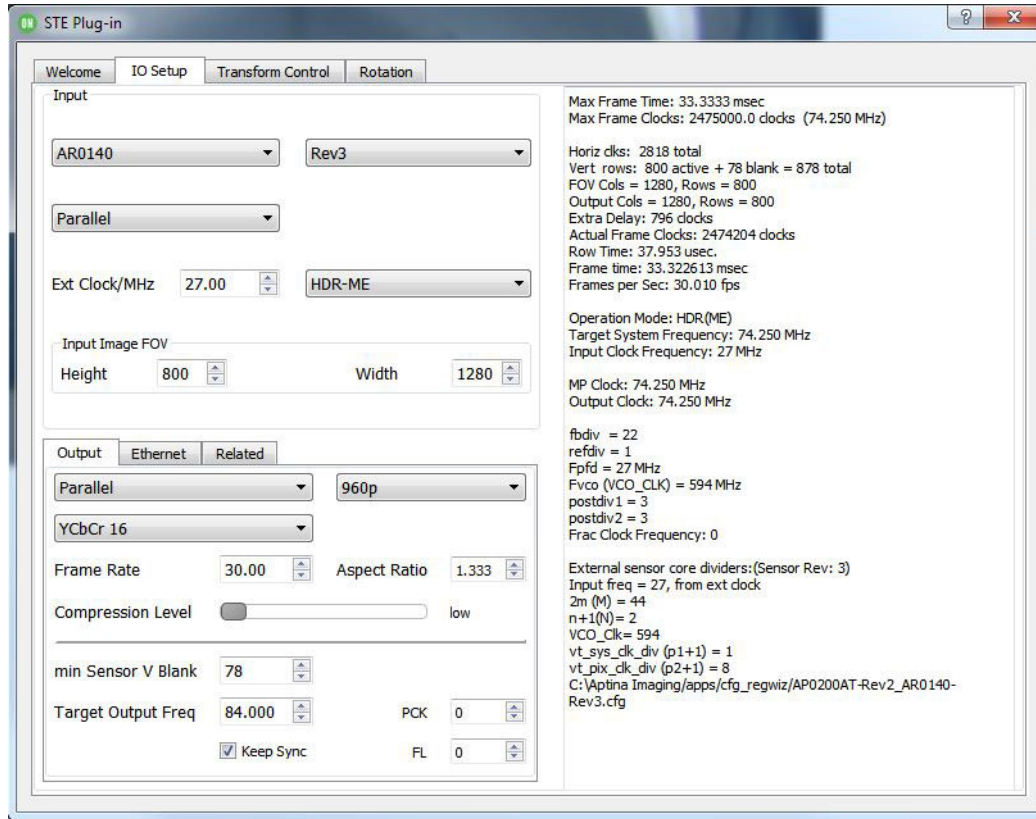 ON STE Plug-in
? X
Welcome IO Setup Transform Control Rotation
Input
AR0140 Rev3
Parallel
Ext Clock/MHz 27.00 HDR-ME
Input Image FOV
Height 800 Width 1280
Output Ethernet Related
Parallel 960p
YCbCr 16
Frame Rate 30.00 Aspect Ratio 1.333
Compression Level low
min Sensor V Blank 78
Target Output Freq 84.000 PCK 0
Keep Sync FL 0
Max Frame Time: 33.3333 msec
Max Frame Clocks: 2475000.0 clocks (74.250 MHz)
Horiz clks: 2818 total
Vert rows: 800 active + 78 blank = 878 total
FOV Cols = 1280, Rows = 800
Output Cols = 1280, Rows = 800
Extra Delay: 796 clocks
Actual Frame Clocks: 2474204 clocks
Row Time: 37.953 usec.
Frame time: 33.322613 msec
Frames per Sec: 30.010 fps
Operation Mode: HDR(ME)
Target System Frequency: 74.250 MHz
Input Clock Frequency: 27 MHz
MP Clock: 74.250 MHz
Output Clock: 74.250 MHz
fbdiv = 22
refdiv = 1
Fpfd = 27 MHz
Fvco (VCO_CLK) = 594 MHz
postdiv1 = 3
postdiv2 = 3
Frac Clock Frequency: 0
External sensor core dividers:(Sensor Rev: 3)
Input freq = 27, from ext clock
2m (M) = 44
n+1(N)= 2
VCO_Clk= 594
vt_sys_clk_div (p1+1) = 1
vt_pix_clk_div (p2+1) = 8
C:\Aptina Imaging/apps/cfg_regwiz/AP0200AT-Rev2_AR0140-
Rev3.cfg